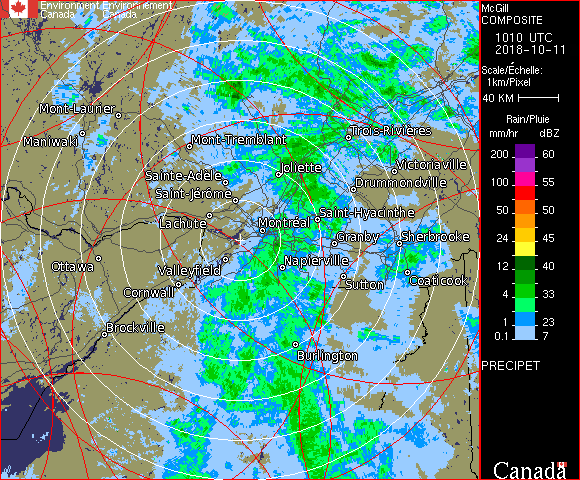 Environment Environnement
Canada Canada
Mont-Laurier
Maniwaki
Mont-Tremblant
Trois-Rivières
Sainte-Adèle
Joliette
Victoriaville
Saint-Jérôme
Drummondville
Lachute
Montréal
Saint-Hyacinthe
Granby
Sherbrooke
Ottawa
Valleyfield
Napierville
Cornwall
Sutton
Coaticook
Brockville
Burlington
McGill
COMPOSITE
1010 UTC
2018-10-11
Scale/Échelle:
1km/Pixel
40 KM
Rain/Pluie
mm/hr dBZ
200 60
100 55
50 50
24 45
12 40
4 33
1 23
0.1 7
PRECIPET
Canada